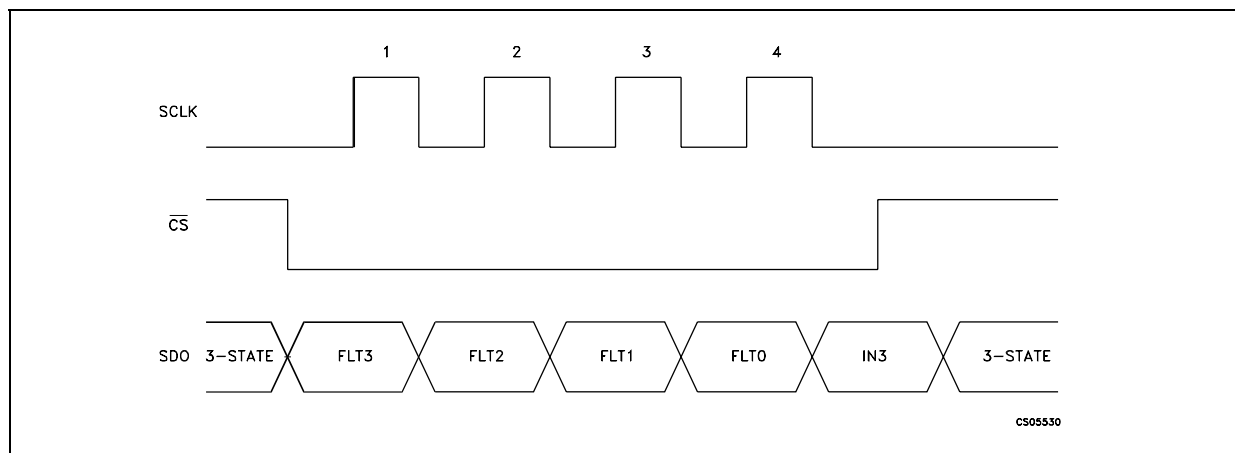 1 2 3 4
SCLK
CS
SDO 3-STATE FLT3 FLT2 FLT1 FLT0 IN3 3-STATE
CS05530